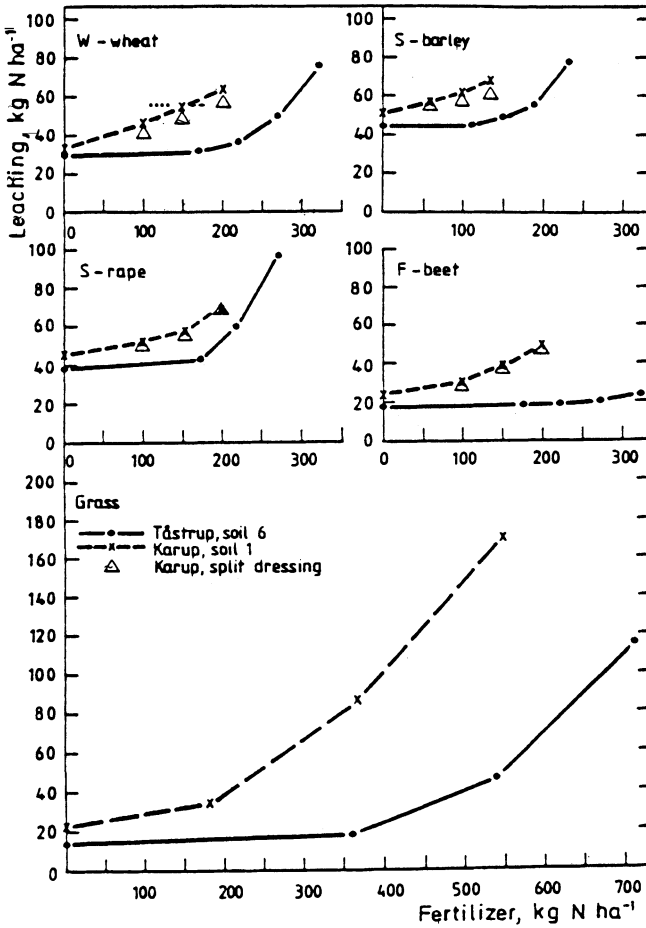 Leaching, kg N ha⁻¹
W-wheat
100
80
60
40
20
0
0 100 200 300
S-barley
100
80
60
40
20
0
0 100 200 300
S-rape
100
80
60
40
20
0
0 100 200 300
F-beet
100
80
60
40
20
0
0 100 200 300
Grass
Tåstrup, soil 6
Karup, soil 1
Karup, split dressing
200
180
160
140
120
100
80
60
40
20
0
0 100 200 300 400 500 600 700
Fertilizer, kg N ha⁻¹